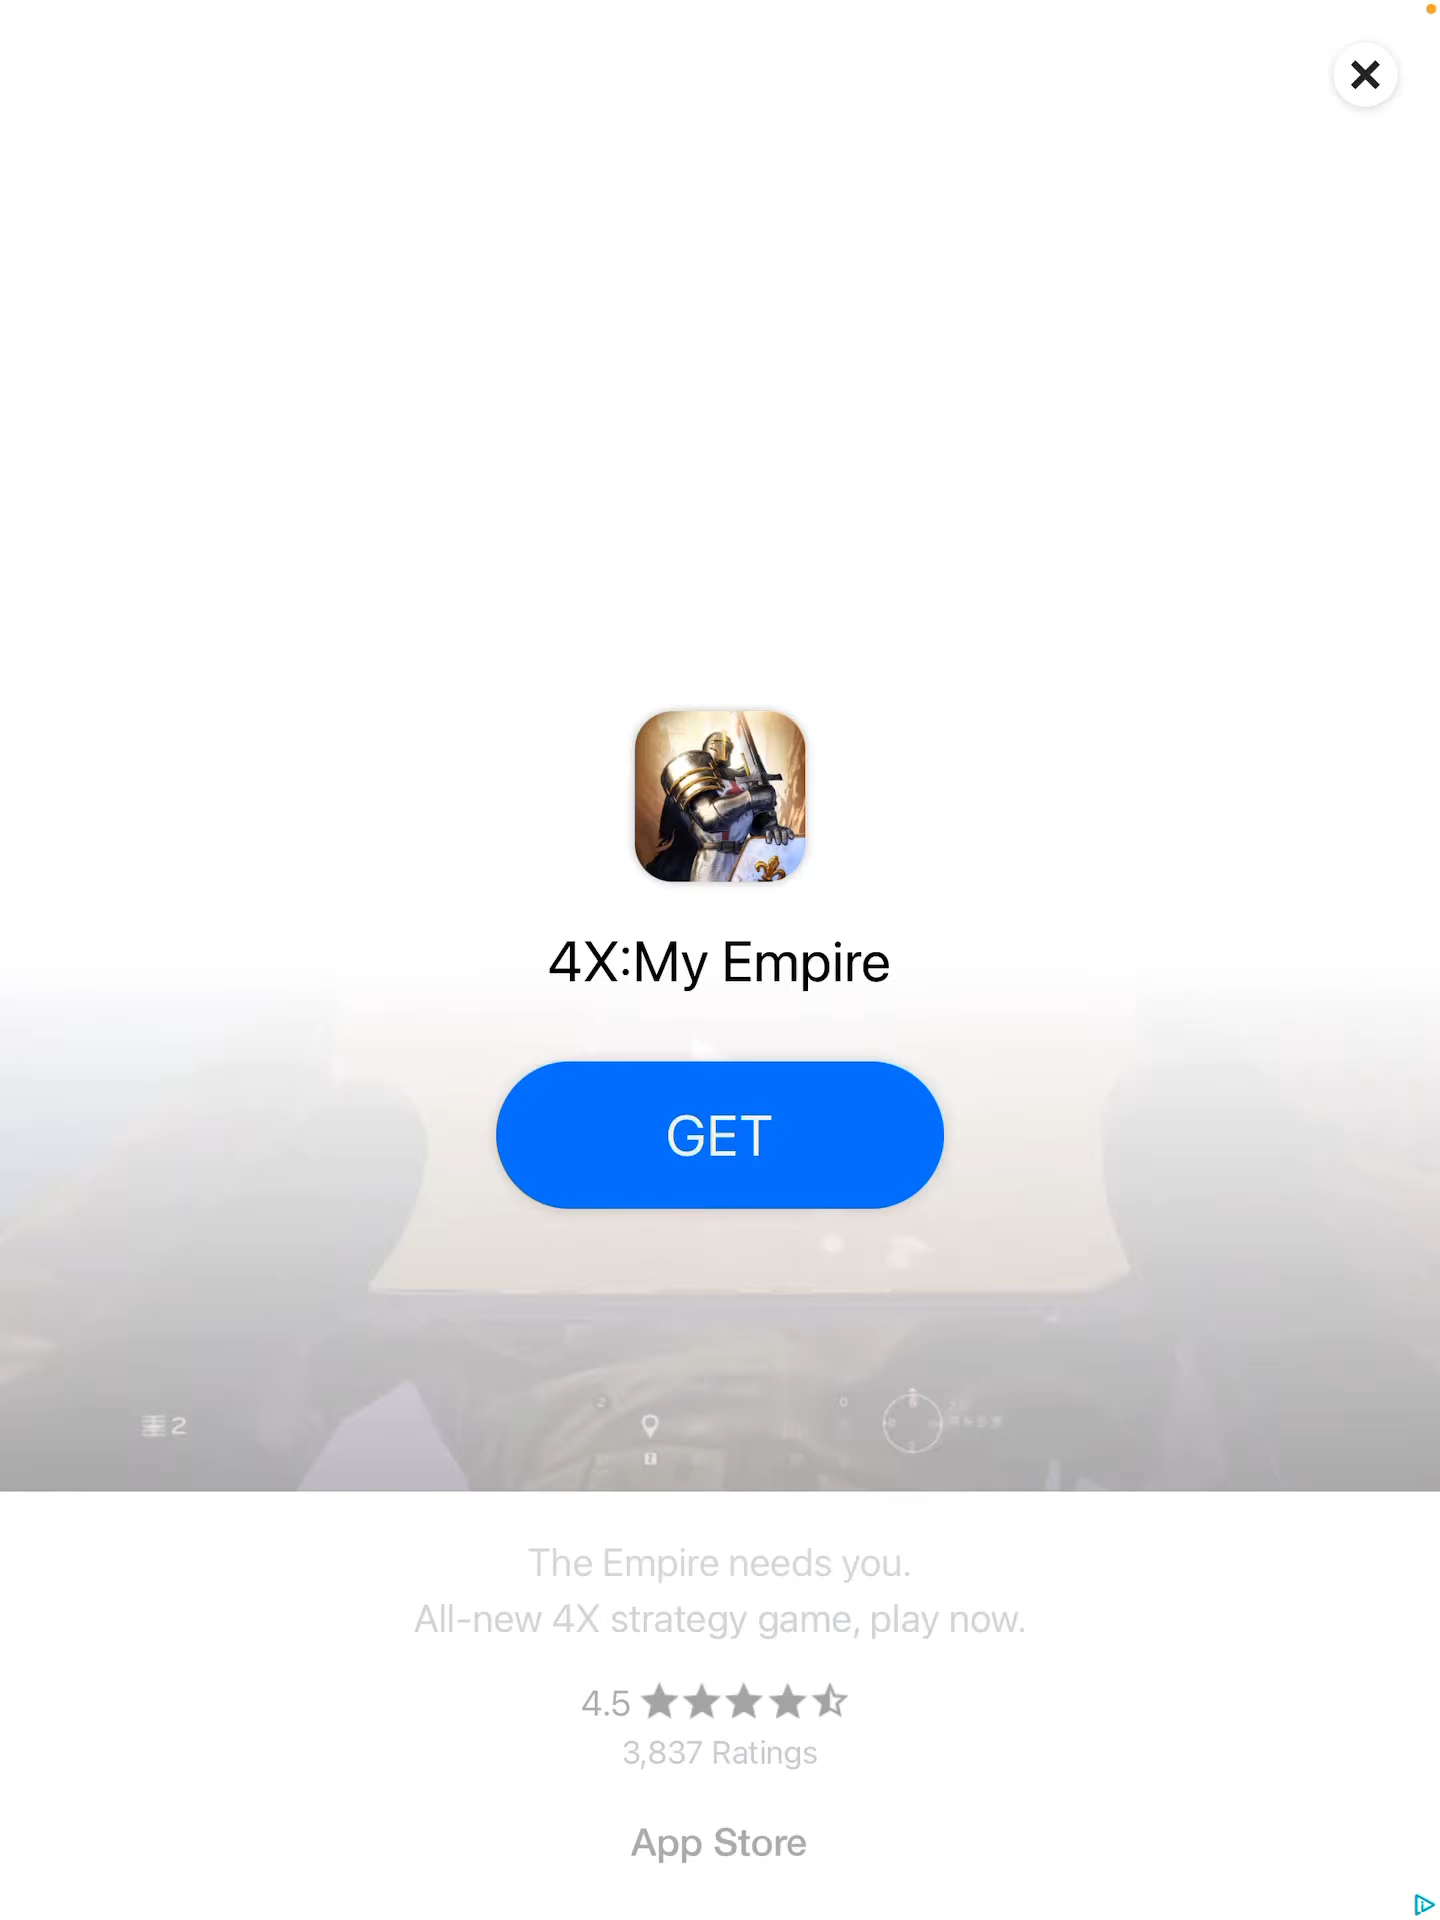 4X:My Empire
GET
2
The Empire needs you.
All-new 4X strategy game, play now.
4.5
3,837 Ratings
App Store